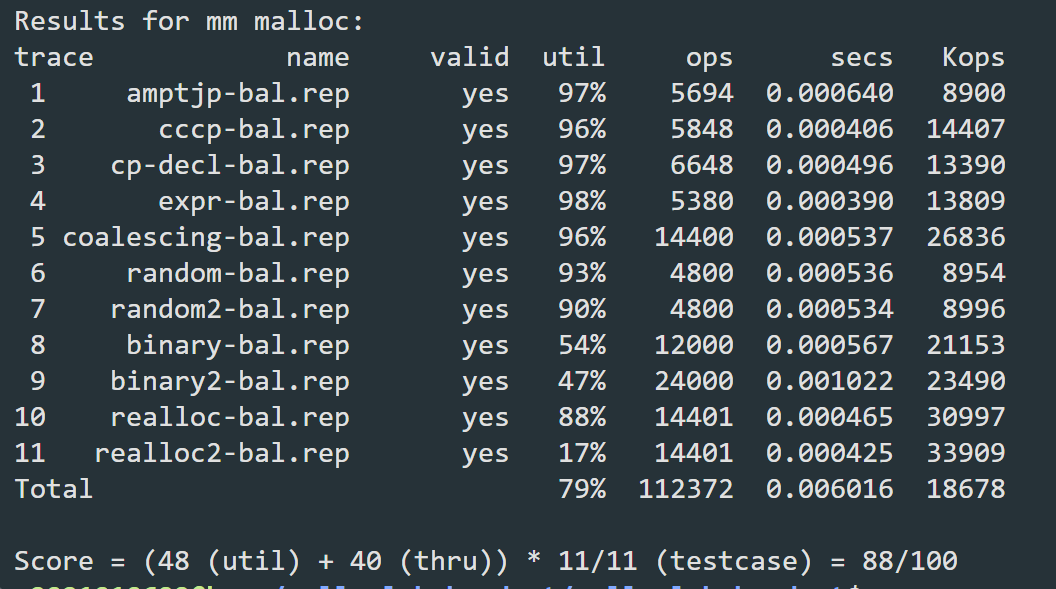 Results for mm malloc:
trace name valid util ops secs Kops
1 amptjp-bal.rep yes 97% 5694 0.000640 8900
2 cccp-bal.rep yes 96% 5848 0.000406 14407
3 cp-decl-bal.rep yes 97% 6648 0.000496 13390
4 expr-bal.rep yes 98% 5380 0.000390 13809
5 coalescing-bal.rep yes 96% 14400 0.000537 26836
6 random-bal.rep yes 93% 4800 0.000536 8954
7 random2-bal.rep yes 90% 4800 0.000534 8996
8 binary-bal.rep yes 54% 12000 0.000567 21153
9 binary2-bal.rep yes 47% 24000 0.001022 23490
10 realloc-bal.rep yes 88% 14401 0.000465 30997
11 realloc2-bal.rep yes 17% 14401 0.000425 33909
Total 79% 112372 0.006016 18678
Score = (48 (util) + 40 (thru)) * 11/11 (testcase) = 88/100